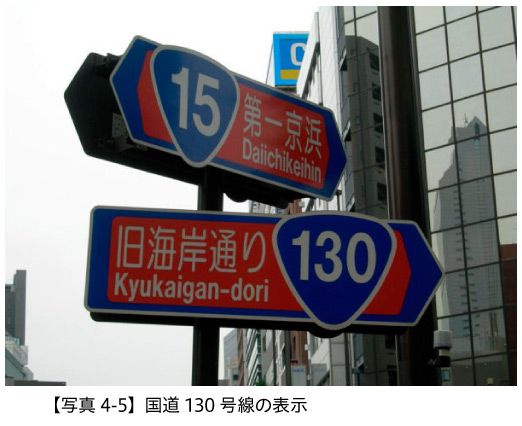 15
第一京浜
Daiichikeihin
旧海岸通り
130
Kyukaigan-dori
【写真 4-5】国道 130 号線の表示